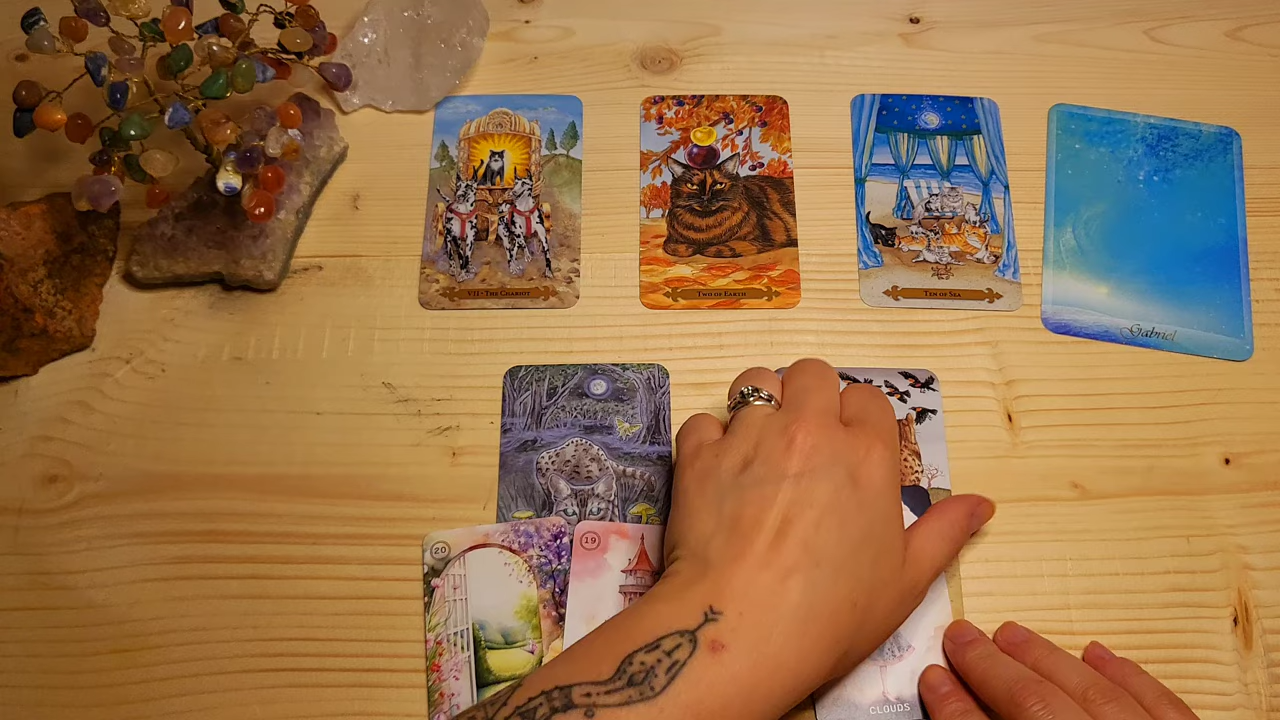 VII - THE CHARIOT
TWO OF EARTH
TEN OF SEA
Gabriel
20
19
CLOUDS